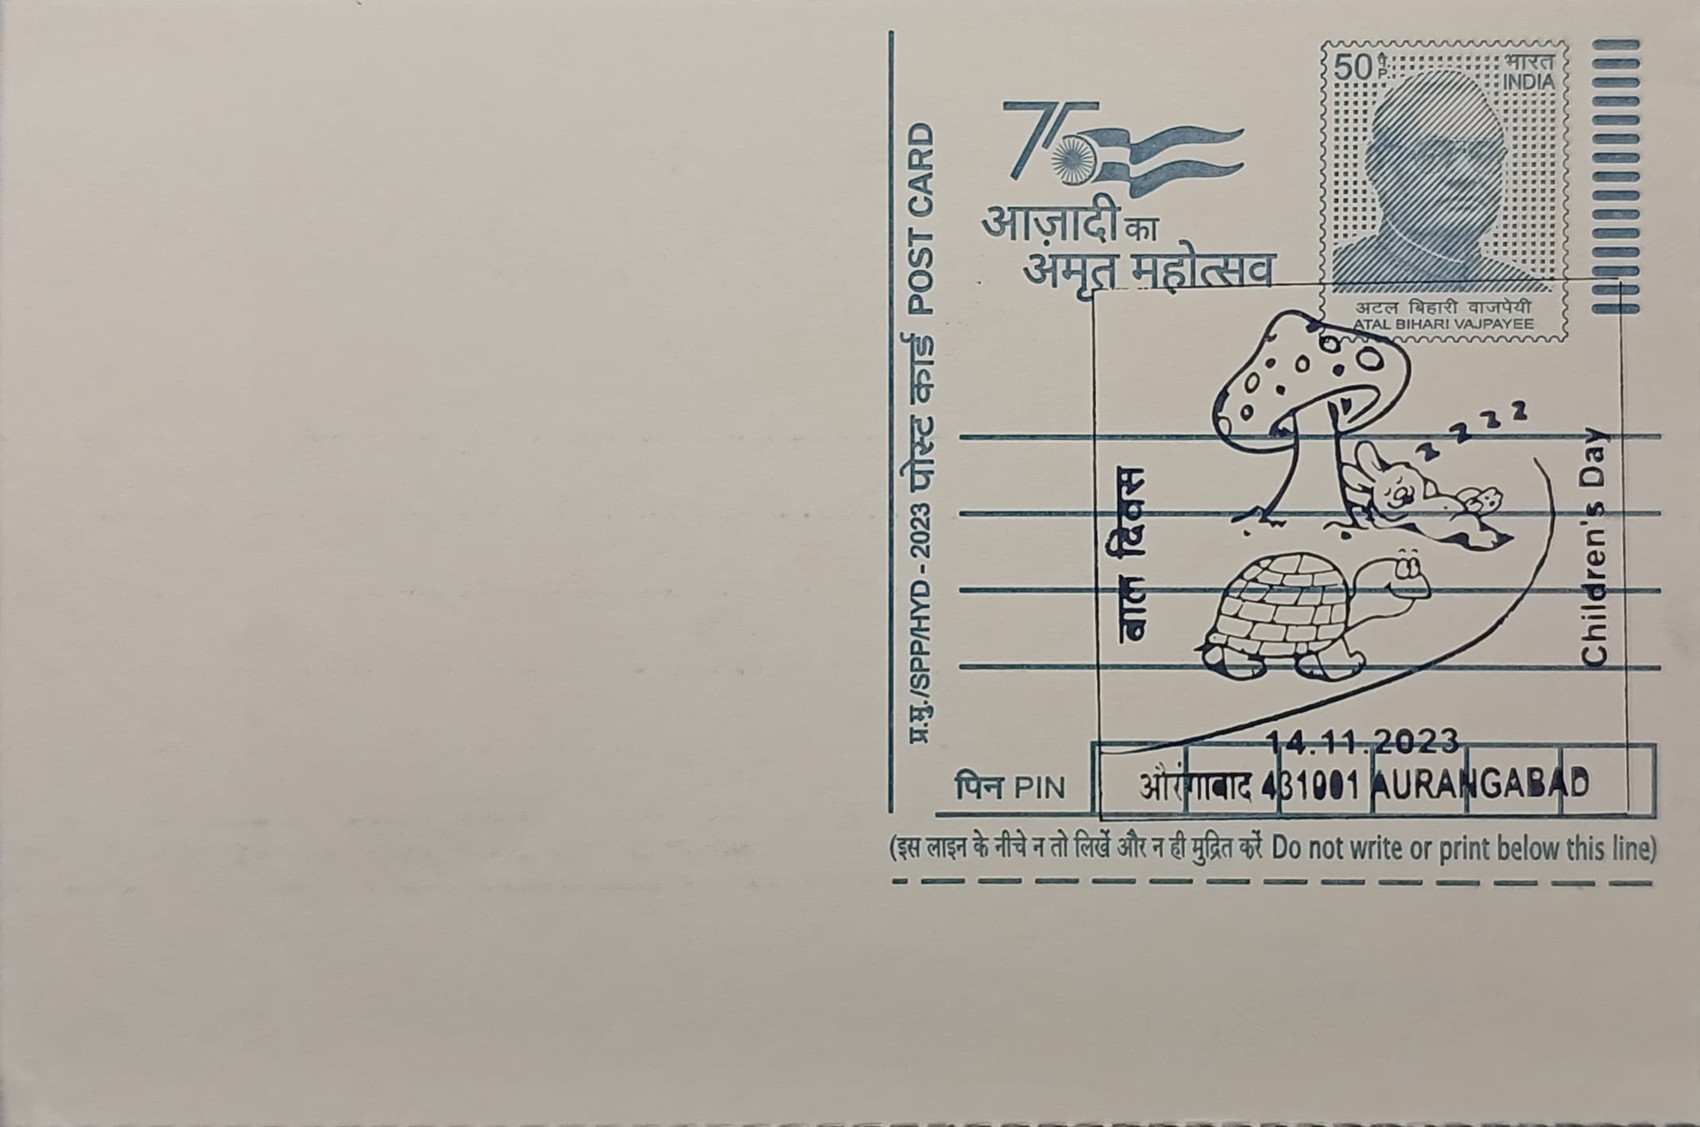 प्र.मु./SPP/HYD - 2023 पोस्ट कार्ड POST CARD
75
आज़ादी का
अमृत महोत्सव
50 पै.
P.
भारत
INDIA
अटल बिहारी वाजपेयी
ATAL BIHARI VAJPAYEE
z z z z
बाल दिवस
Children's Day
14.11.2023
औरंगाबाद 431001 AURANGABAD
पिन PIN
(इस लाइन के नीचे न तो लिखें और न ही मुद्रित करें Do not write or print below this line)